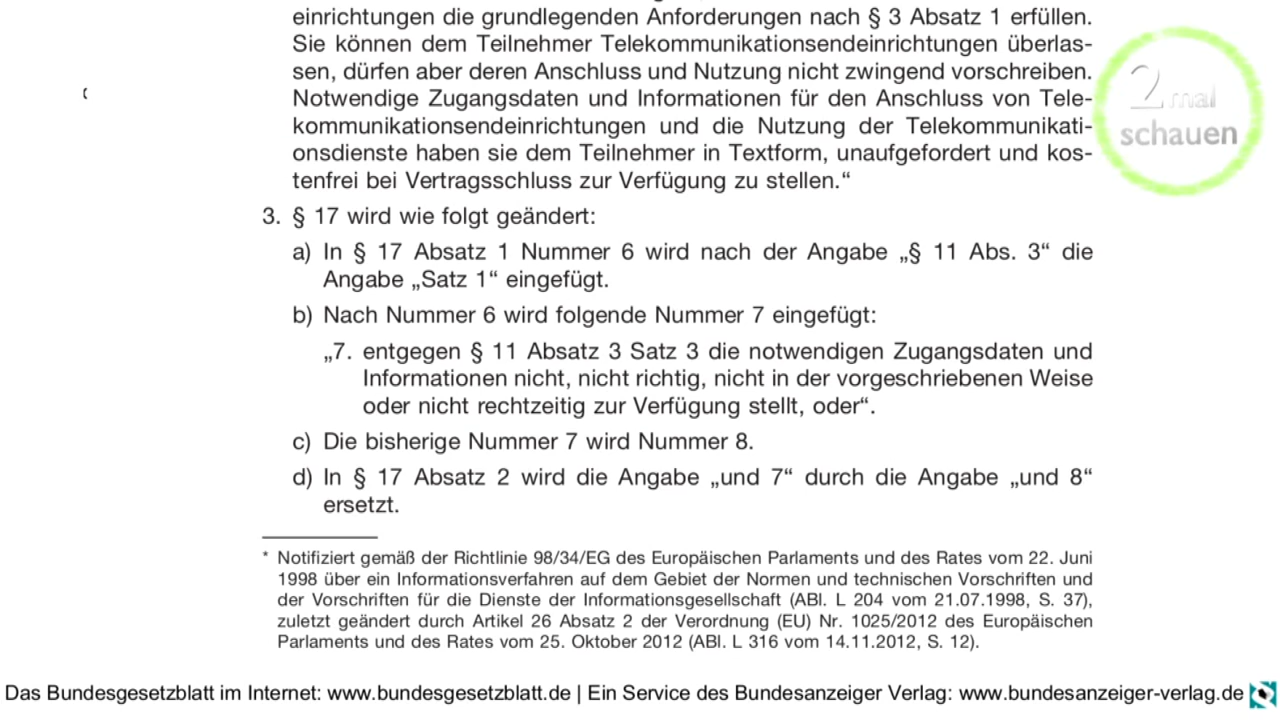 einrichtungen die grundlegenden Anforderungen nach § 3 Absatz 1 erfüllen.
Sie können dem Teilnehmer Telekommunikationsendeinrichtungen überlas-
sen, dürfen aber deren Anschluss und Nutzung nicht zwingend vorschreiben.
Notwendige Zugangsdaten und Informationen für den Anschluss von Tele-
kommunikationsendeinrichtungen und die Nutzung der Telekommunikati-
onsdienste haben sie dem Teilnehmer in Textform, unaufgefordert und kos-
tenfrei bei Vertragsschluss zur Verfügung zu stellen.“
2 mal
schauen
3. § 17 wird wie folgt geändert:
a) In § 17 Absatz 1 Nummer 6 wird nach der Angabe „§ 11 Abs. 3“ die
Angabe „Satz 1“ eingefügt.
b) Nach Nummer 6 wird folgende Nummer 7 eingefügt:
„7. entgegen § 11 Absatz 3 Satz 3 die notwendigen Zugangsdaten und
Informationen nicht, nicht richtig, nicht in der vorgeschriebenen Weise
oder nicht rechtzeitig zur Verfügung stellt, oder“.
c) Die bisherige Nummer 7 wird Nummer 8.
d) In § 17 Absatz 2 wird die Angabe „und 7“ durch die Angabe „und 8“
ersetzt.
* Notifiziert gemäß der Richtlinie 98/34/EG des Europäischen Parlaments und des Rates vom 22. Juni
1998 über ein Informationsverfahren auf dem Gebiet der Normen und technischen Vorschriften und
der Vorschriften für die Dienste der Informationsgesellschaft (ABl. L 204 vom 21.07.1998, S. 37),
zuletzt geändert durch Artikel 26 Absatz 2 der Verordnung (EU) Nr. 1025/2012 des Europäischen
Parlaments und des Rates vom 25. Oktober 2012 (ABl. L 316 vom 14.11.2012, S. 12).
Das Bundesgesetzblatt im Internet: www.bundesgesetzblatt.de | Ein Service des Bundesanzeiger Verlag: www.bundesanzeiger-verlag.de